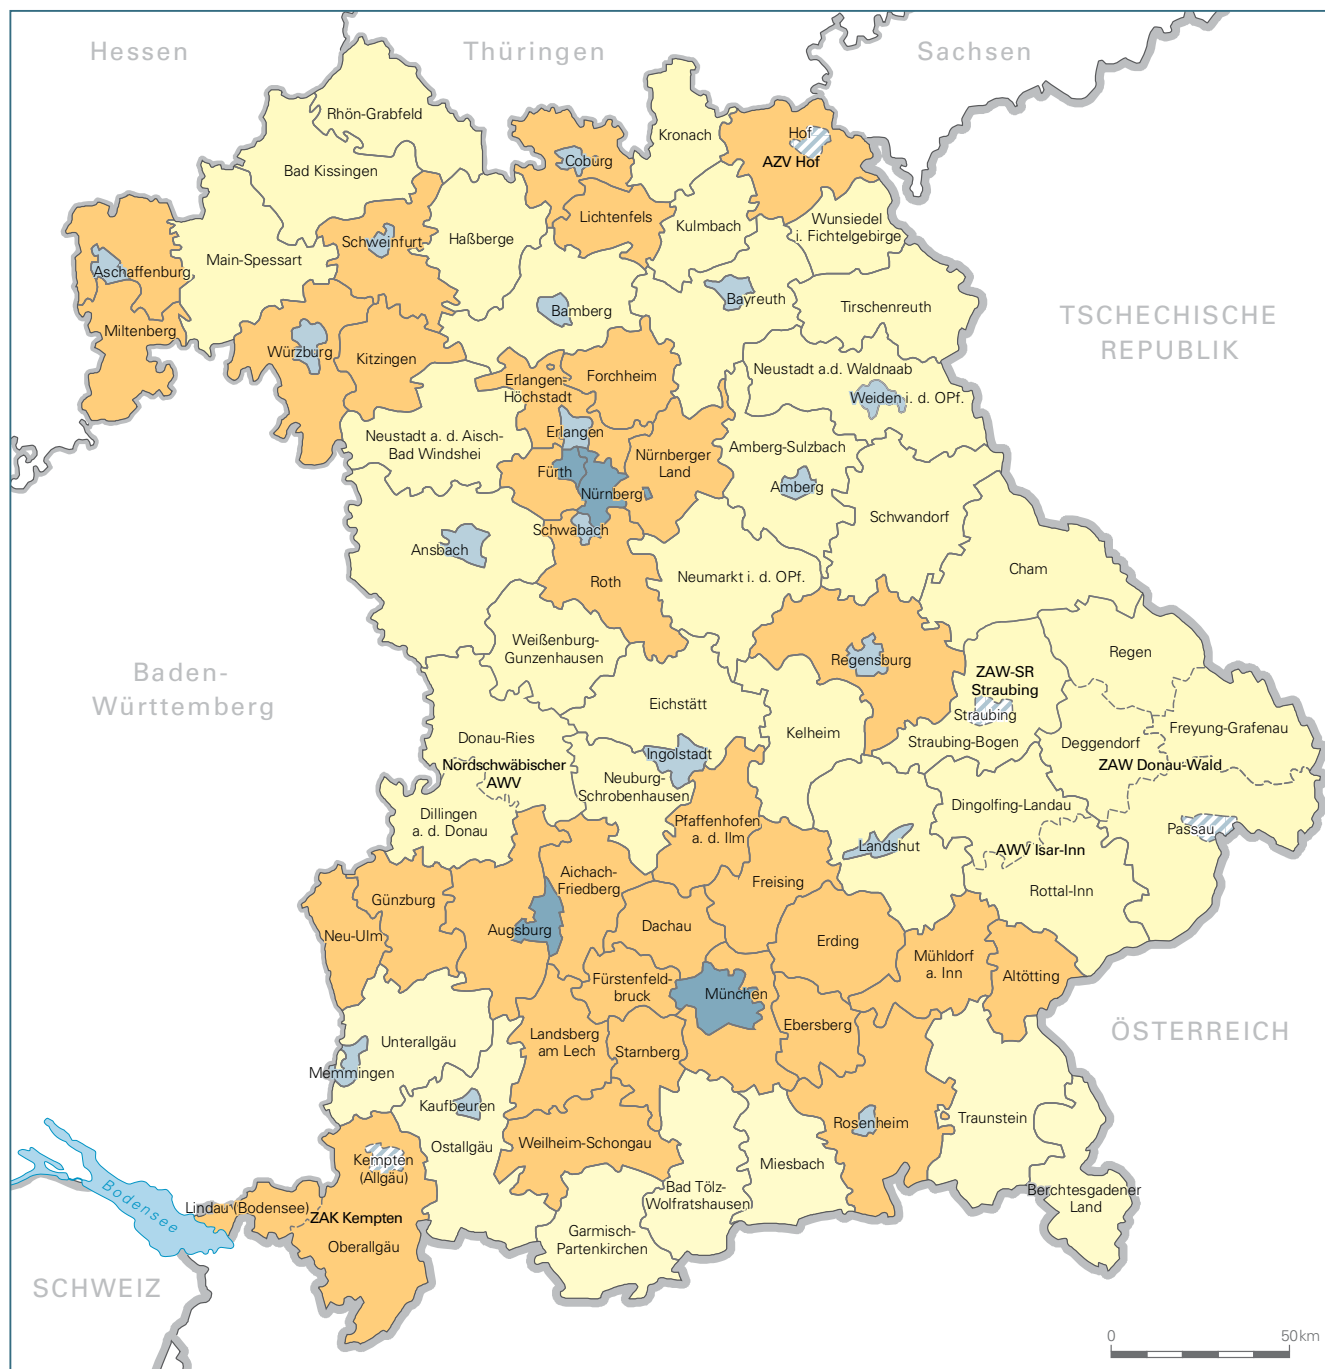 Hessen
Thüringen
Sachsen
Rhön-Grabfeld
Kronach
Hof
AZV Hof
Coburg
Bad Kissingen
Lichtenfels
Kulmbach
Wunsiedel
i. Fichtelgebirge
Schweinfurt
Haßberge
Main-Spessart
Aschaffenburg
Bayreuth
Tirschenreuth
Bamberg
TSCHECHISCHE
REPUBLIK
Miltenberg
Würzburg
Kitzingen
Forchheim
Erlangen-
Höchstadt
Neustadt a.d. Waldnaab
Weiden i. d. OPf.
Erlangen
Neustadt a. d. Aisch-
Bad Windshei
Amberg-Sulzbach
Nürnberger
Land
Fürth
Nürnberg
Amberg
Schwandorf
Schwabach
Ansbach
Cham
Roth
Neumarkt i. d. OPf.
Weißenburg-
Gunzenhausen
Regensburg
Regen
Baden-
Württemberg
ZAW-SR
Straubing
Straubing
Eichstätt
Kelheim
Freyung-Grafenau
Donau-Ries
Straubing-Bogen
Deggendorf
Ingolstadt
Nordschwäbischer
AWV
ZAW Donau-Wald
Neuburg-
Schrobenhausen
Dingolfing-Landau
Dillingen
a. d. Donau
Pfaffenhofen
a. d. Ilm
Passau
Landshut
AWV Isar-Inn
Aichach-
Friedberg
Freising
Rottal-Inn
Günzburg
Dachau
Augsburg
Neu-Ulm
Erding
Mühldorf
a. Inn
Altötting
Fürstenfeld-
bruck
München
Ebersberg
ÖSTERREICH
Landsberg
am Lech
Unterallgäu
Starnberg
Memmingen
Kaufbeuren
Rosenheim
Traunstein
Ostallgäu
Weilheim-Schongau
Kempten
(Allgäu)
Miesbach
Bad Tölz-
Wolfratshausen
Berchtesgadener
Land
Bodensee
Lindau (Bodensee)
ZAK Kempten
Oberallgäu
Garmisch-
Partenkirchen
SCHWEIZ
0
50 km